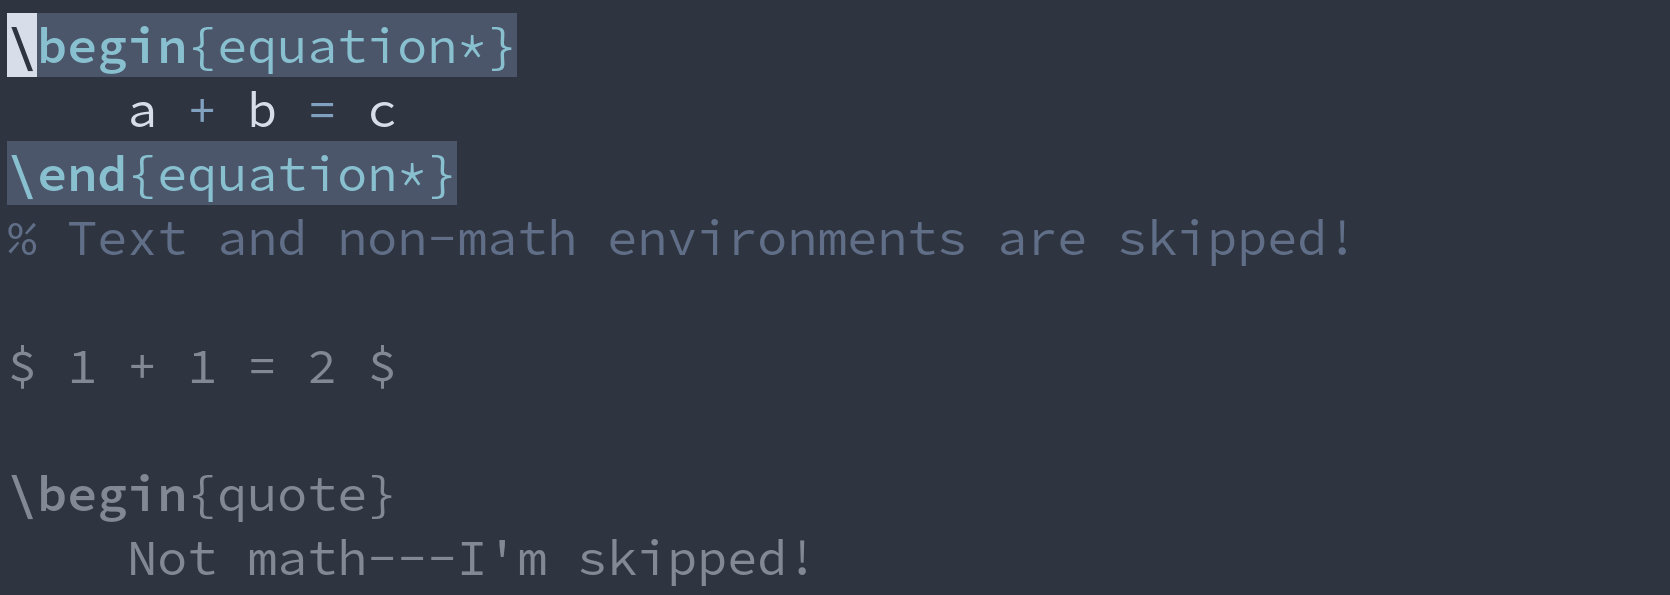 \begin{equation*}
    a + b = c
\end{equation*}
% Text and non-math environments are skipped!
$ 1 + 1 = 2 $
\begin{quote}
    Not math---I'm skipped!